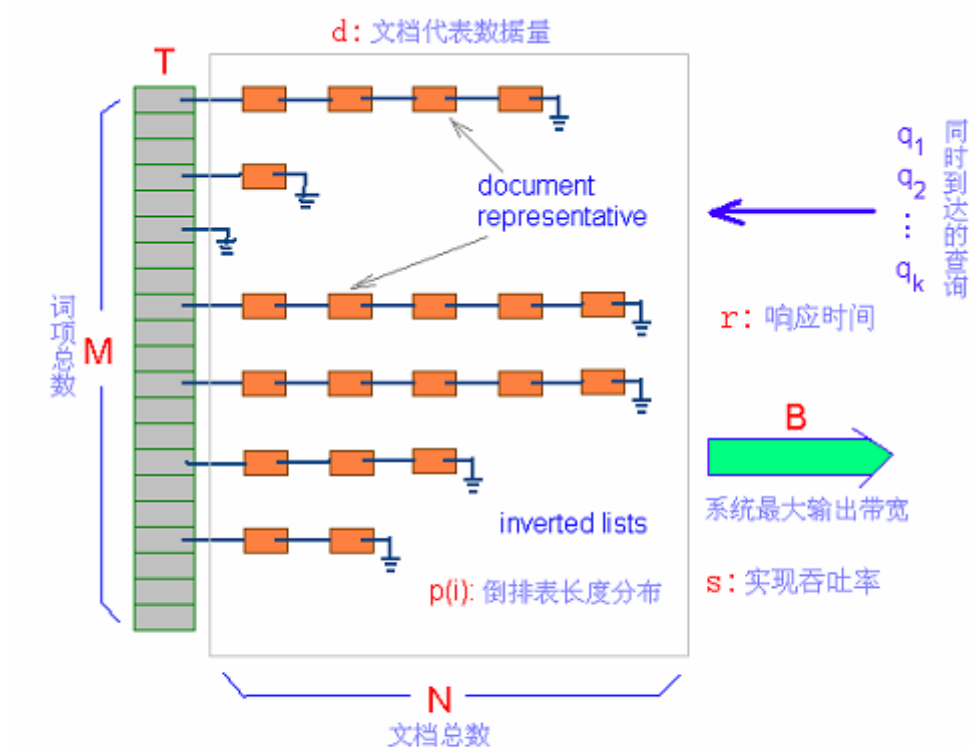 d: 文档代表数据量
T
document
representative
q1
q2
⋮
qk
同时到达的查询
r: 响应时间
词项总数
M
B
系统最大输出带宽
inverted lists
p(i): 倒排表长度分布
s: 实现吞吐率
N
文档总数